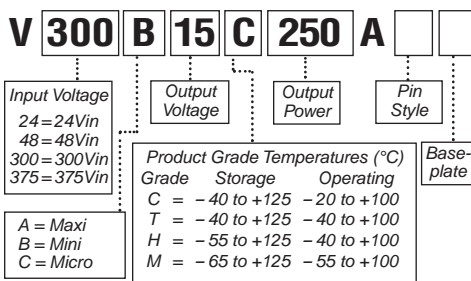 V 300 B 15 C 250 A
Input Voltage
24 = 24Vin
48 = 48Vin
300 = 300Vin
375 = 375Vin
Output
Voltage
Output
Power
Pin
Style
Base-
plate
A = Maxi
B = Mini
C = Micro
Product Grade Temperatures (°C)
Grade Storage Operating
C = – 40 to +125 – 20 to +100
T = – 40 to +125 – 40 to +100
H = – 55 to +125 – 40 to +100
M = – 65 to +125 – 55 to +100